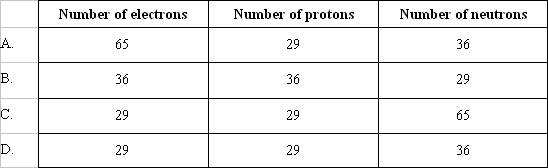 Number of electrons Number of protons Number of neutrons
A. 65 29 36
B. 36 36 29
C. 29 29 65
D. 29 29 36